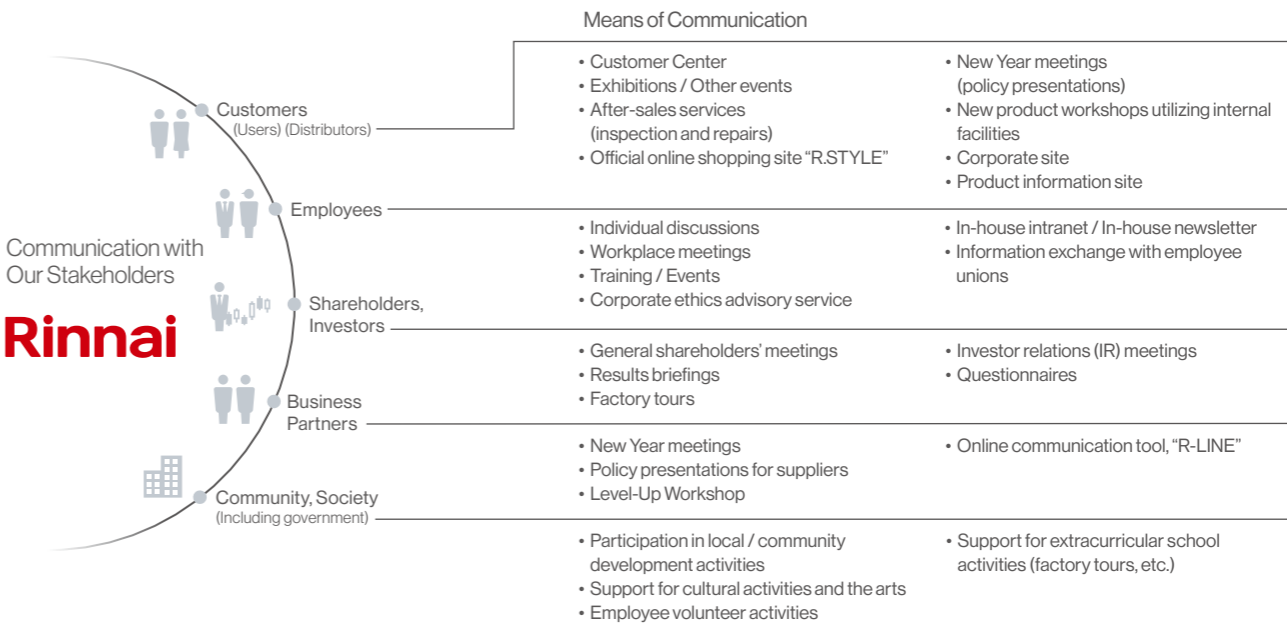 Means of Communication
Communication with
Our Stakeholders
Rinnai
Customers
(Users) (Distributors)
• Customer Center
• Exhibitions / Other events
• After-sales services
(inspection and repairs)
• Official online shopping site “R.STYLE”
• New Year meetings
(policy presentations)
• New product workshops utilizing internal
facilities
• Corporate site
• Product information site
Employees
• Individual discussions
• Workplace meetings
• Training / Events
• Corporate ethics advisory service
• In-house intranet / In-house newsletter
• Information exchange with employee
unions
Shareholders,
Investors
• General shareholders’ meetings
• Results briefings
• Factory tours
• Investor relations (IR) meetings
• Questionnaires
Business
Partners
• New Year meetings
• Policy presentations for suppliers
• Level-Up Workshop
• Online communication tool, “R-LINE”
Community, Society
(Including government)
• Participation in local / community
development activities
• Support for cultural activities and the arts
• Employee volunteer activities
• Support for extracurricular school
activities (factory tours, etc.)